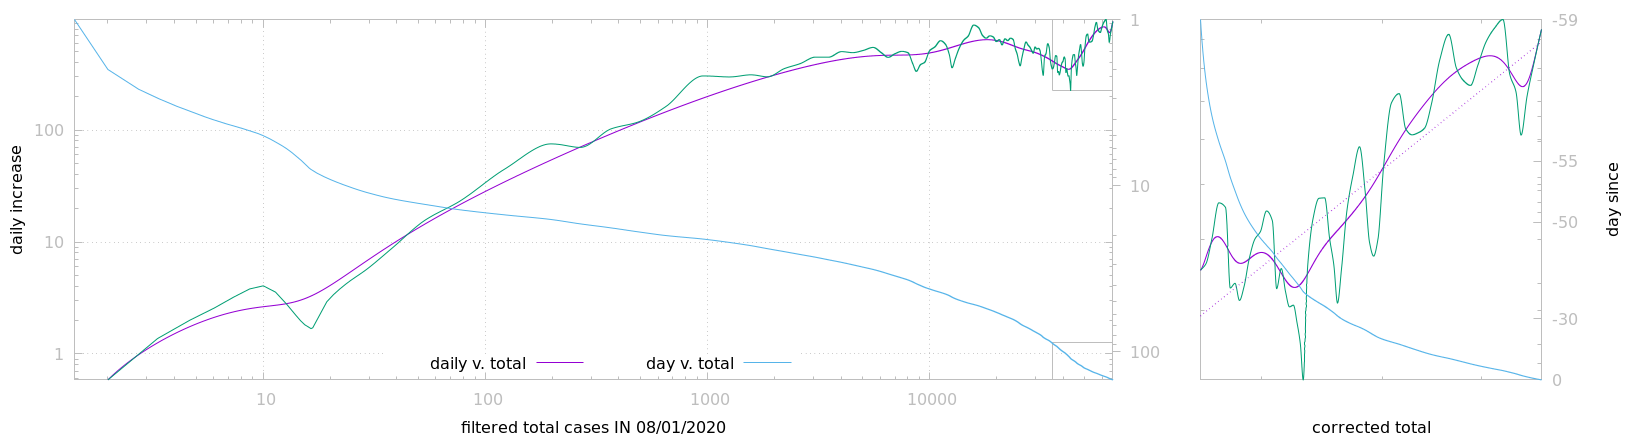 daily increase
100
10
1
10
100
1000
10000
1
10
100
daily v. total
day v. total
filtered total cases IN 08/01/2020
-59
-55
-50
-30
0
day since
corrected total